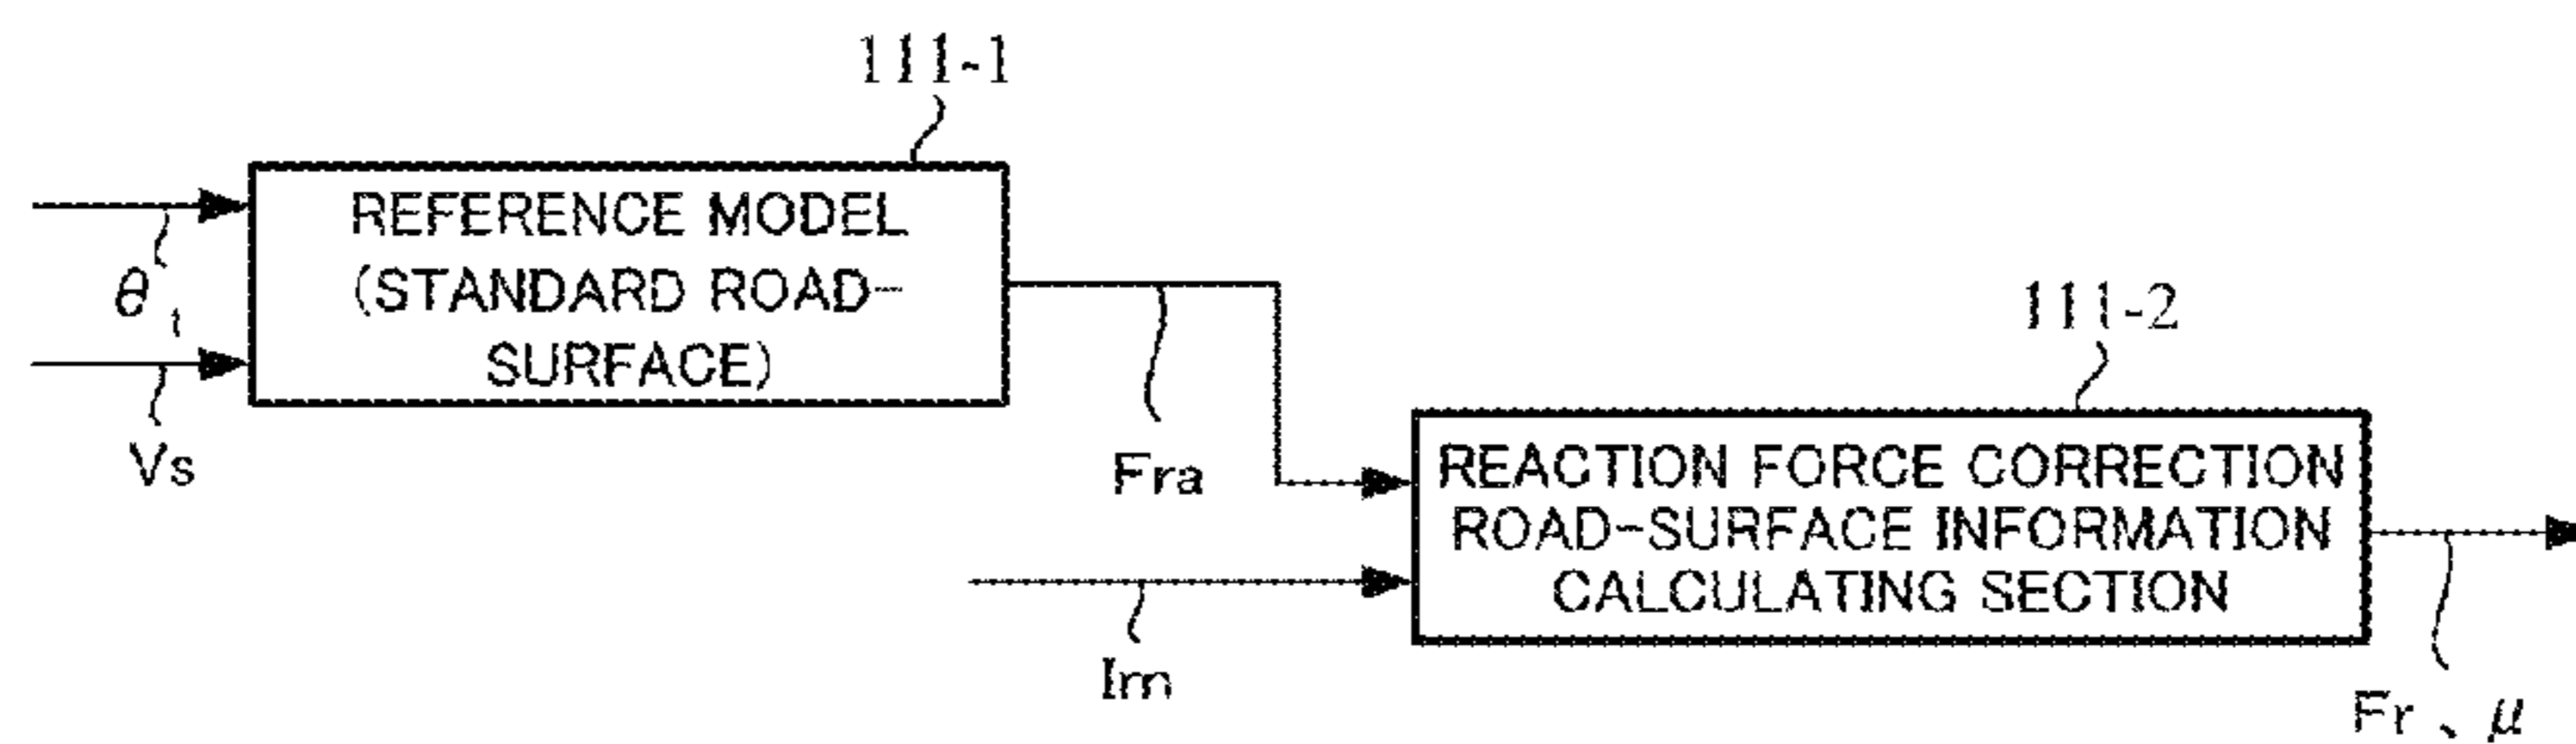 111-1
REFERENCE MODEL
(STANDARD ROAD-
SURFACE)
θt
Vs
Fra
111-2
REACTION FORCE CORRECTION
ROAD-SURFACE INFORMATION
CALCULATING SECTION
Im
Fr、μ